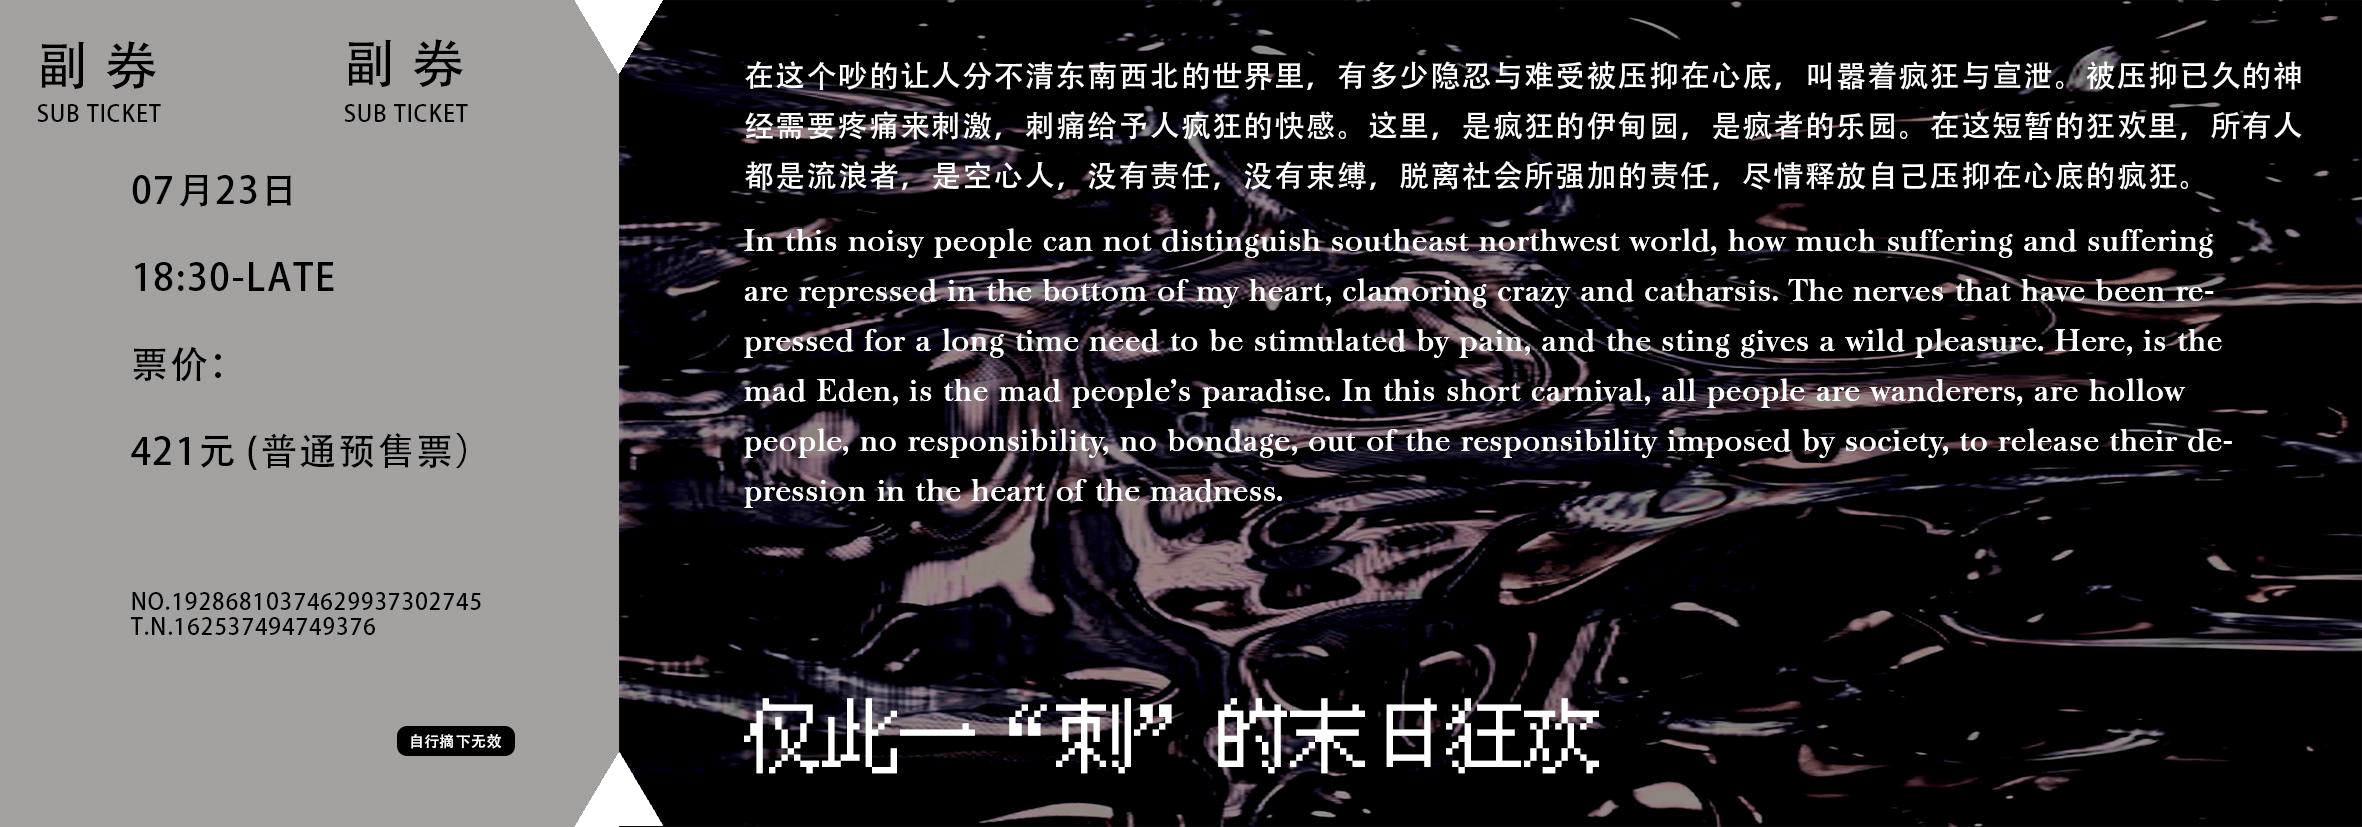 副 券 副 券
SUB TICKET SUB TICKET
07月23日
18:30-LATE
票价：
421元 (普通预售票）
NO.19286810374629937302745
T.N.162537494749376
自行摘下无效
在这个吵的让人分不清东南西北的世界里，有多少隐忍与难受被压抑在心底，叫嚣着疯狂与宣泄。被压抑已久的神
经需要疼痛来刺激，刺痛给予人疯狂的快感。这里，是疯狂的伊甸园，是疯者的乐园。在这短暂的狂欢里，所有人
都是流浪者，是空心人，没有责任，没有束缚，脱离社会所强加的责任，尽情释放自己压抑在心底的疯狂。
In this noisy people can not distinguish southeast northwest world, how much suffering and suffering
are repressed in the bottom of my heart, clamoring crazy and catharsis. The nerves that have been re-
pressed for a long time need to be stimulated by pain, and the sting gives a wild pleasure. Here, is the
mad Eden, is the mad people’s paradise. In this short carnival, all people are wanderers, are hollow
people, no responsibility, no bondage, out of the responsibility imposed by society, to release their de-
pression in the heart of the madness.
仅此一 “刺” 的末日狂欢